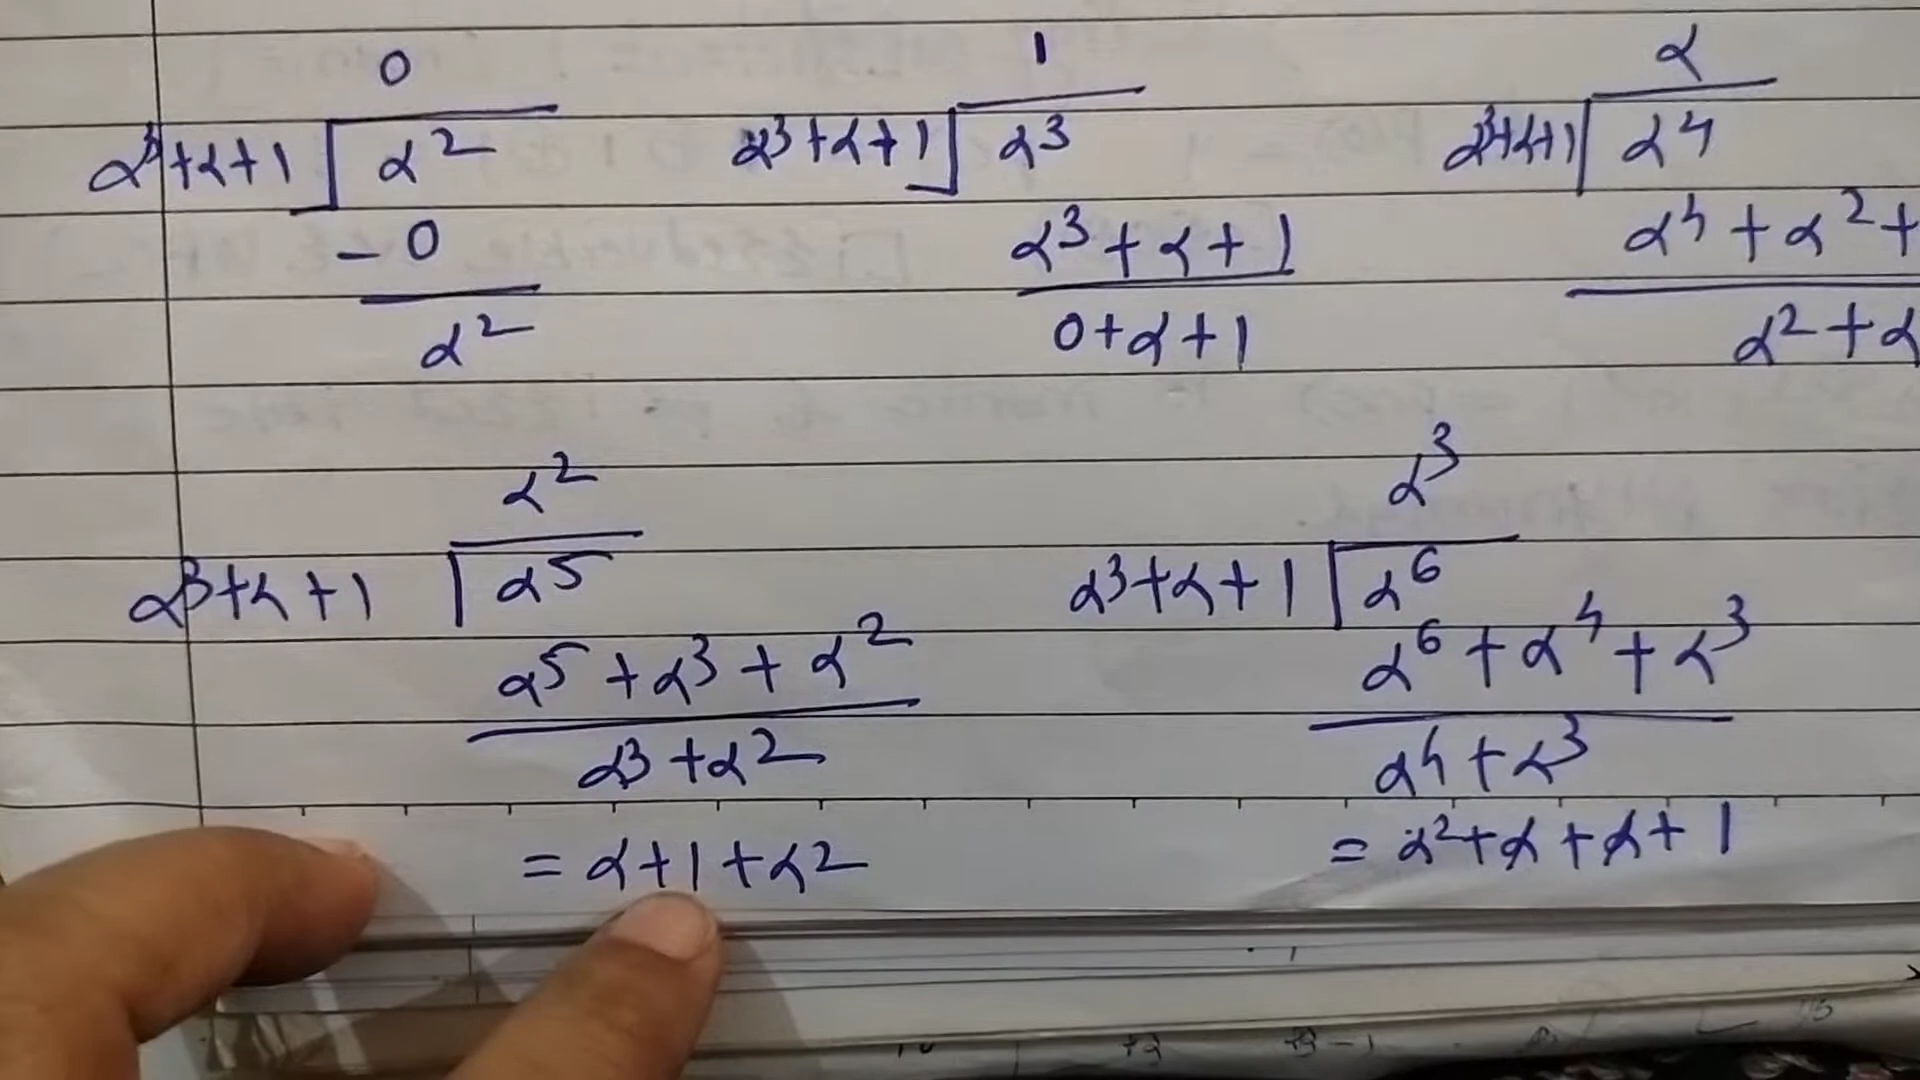 0
α³+α+1 | α²
- 0
α²
1
α³+α+1 | α³
α³+α+1
0+α+1
α
α³+α+1 | α⁴
α⁴+α²+
α²+α
α²
α³+α+1 | α⁵
α⁵+α³+α²
α³+α²
= α+1+α²
α³
α³+α+1 | α⁶
α⁶+α⁴+α³
α⁴+α³
= α²+α+α+1